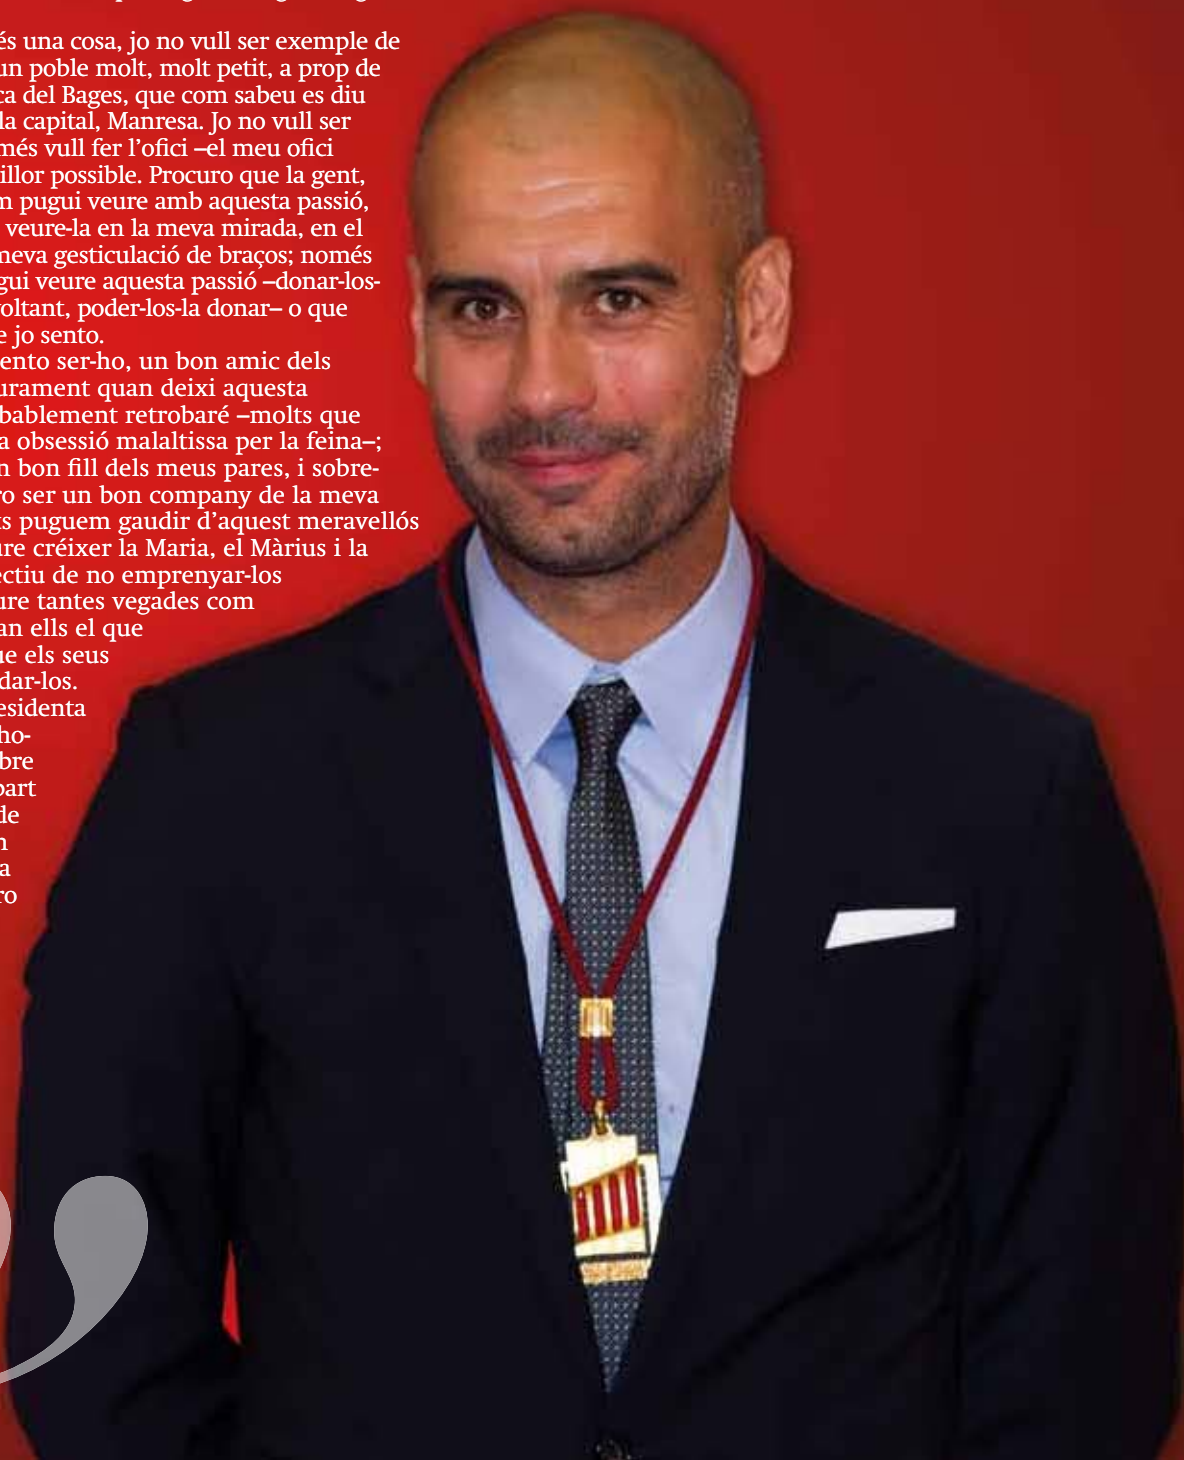 és una cosa, jo no vull ser exemple de
un poble molt, molt petit, a prop de
ca del Bages, que com sabeu es diu
la capital, Manresa. Jo no vull ser
més vull fer l’ofici –el meu ofici
illor possible. Procuro que la gent,
m pugui veure amb aquesta passió,
veure-la en la meva mirada, en el
meva gesticulació de braços; només
gui veure aquesta passió –donar-los-
voltant, poder-los-la donar– o que
e jo sento.
ento ser-ho, un bon amic dels
urament quan deixi aquesta
bablement retrobaré –molts que
a obsessió malaltissa per la feina–;
n bon fill dels meus pares, i sobre-
ro ser un bon company de la meva
ts puguem gaudir d’aquest meravellós
ure créixer la Maria, el Màrius i la
ectiu de no emprenyar-los
ure tantes vegades com
an ells el que
ue els seus
dar-los.
esidenta
ho-
bre
part
de
n
a
ro